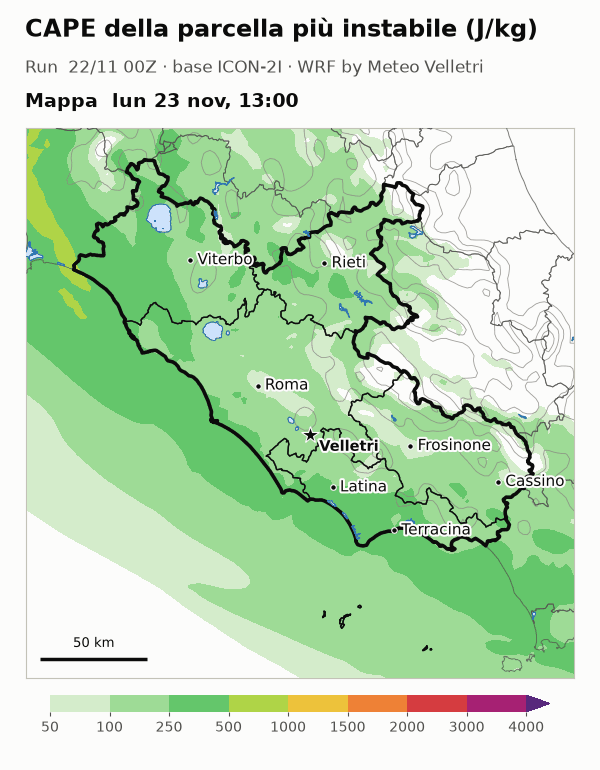 CAPE della parcella più instabile (J/kg)
Run  22/11 00Z · base ICON-2I · WRF by Meteo Velletri
Mappa  lun 23 nov, 13:00
Viterbo
Rieti
Roma
Velletri
Frosinone
Cassino
Latina
Terracina
50 km
50 100 250 500 1000 1500 2000 3000 4000